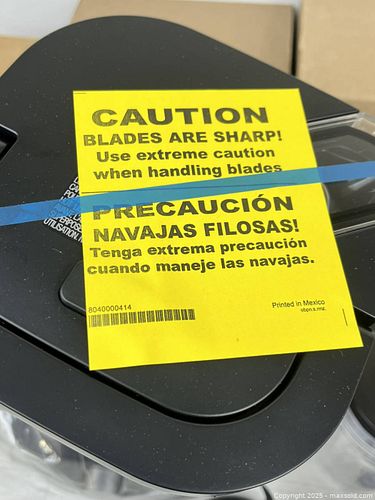 CAUTION
BLADES ARE SHARP!
Use extreme caution
when handling blades
PRECAUCIÓN
NAVAJAS FILOSAS!
Tenga extrema precaución
cuando maneje las navajas.
8040000414
Printed in Mexico
Copyright 2025 - maxsold.com